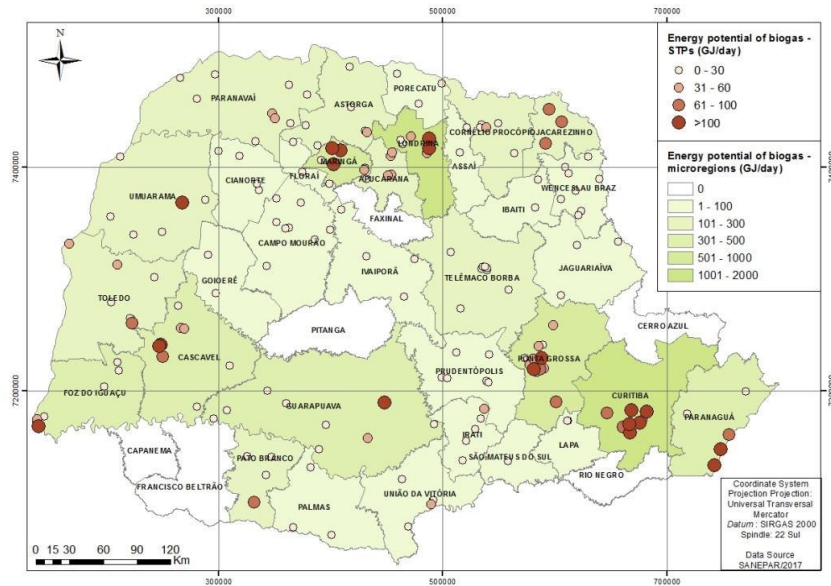 300000
500000
700000
N
Energy potential of biogas -
STPs (GJ/day)
0 - 30
31 - 60
61 - 100
>100
Energy potential of biogas -
microregions (GJ/day)
0
1 - 100
101 - 300
301 - 500
501 - 1000
1001 - 2000
PORECATU
PARANAVAÍ
ASTORGA
CORNÉLIO PROCÓPIO
JACAREZINHO
LONDRINA
MARINGÁ
7400000
ASSAÍ
FLORAÍ
APUCARANA
CIANORTE
WENCESLAU BRAZ
UMUARAMA
IBAITI
FAXINAL
CAMPO MOURÃO
IVAIPORÃ
JAGUARIAÍVA
TELÊMACO BORBA
GOIOERÊ
TOLEDO
CERRO AZUL
PITANGA
CASCAVEL
PONTA GROSSA
PRUDENTÓPOLIS
FOZ DO IGUAÇU
7200000
CURITIBA
GUARAPUAVA
PARANAGUÁ
IRATI
LAPA
CAPANEMA
PATO BRANCO
SÃO MATEUS DO SUL
RIO NEGRO
FRANCISCO BELTRÃO
UNIÃO DA VITÓRIA
PALMAS
Coordinate System
Projection Projection:
Universal Transversal
Mercator
Datum: SIRGAS 2000
Spindle: 22 Sul
Data Source
SANEPAR/2017
0 15 30 60 90 120
Km
300000
500000
700000